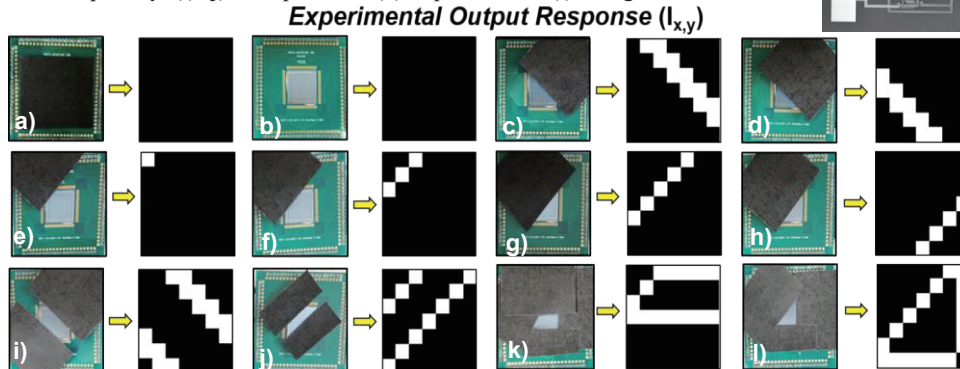 Experimental Output Response (Ix,y)
a)
b)
c)
d)
e)
f)
g)
h)
i)
j)
k)
l)